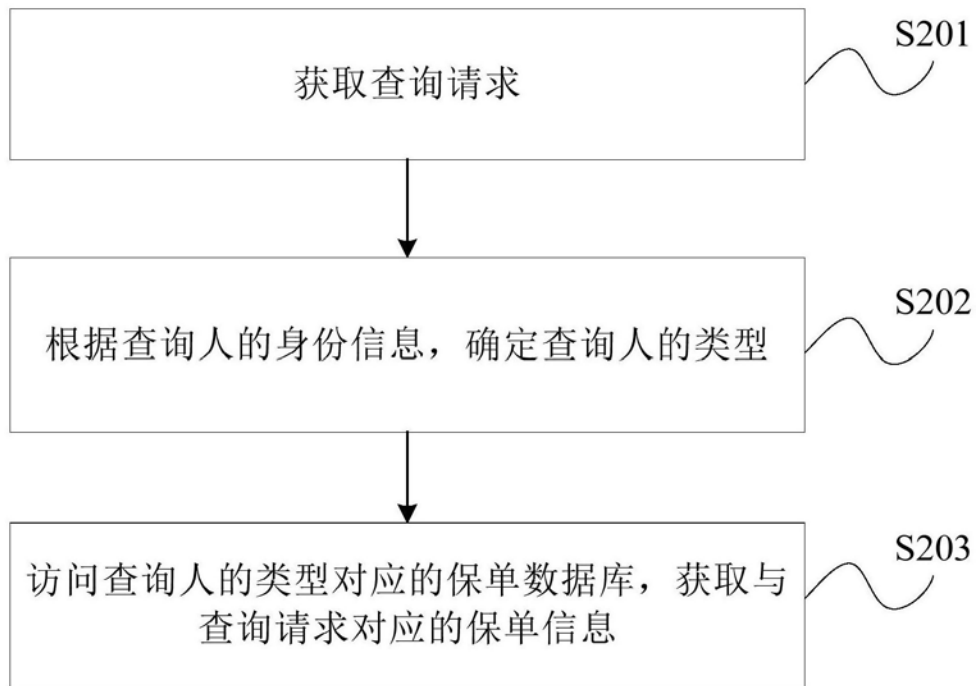 S201
获取查询请求
S202
根据查询人的身份信息，确定查询人的类型
S203
访问查询人的类型对应的保单数据库，获取与
查询请求对应的保单信息